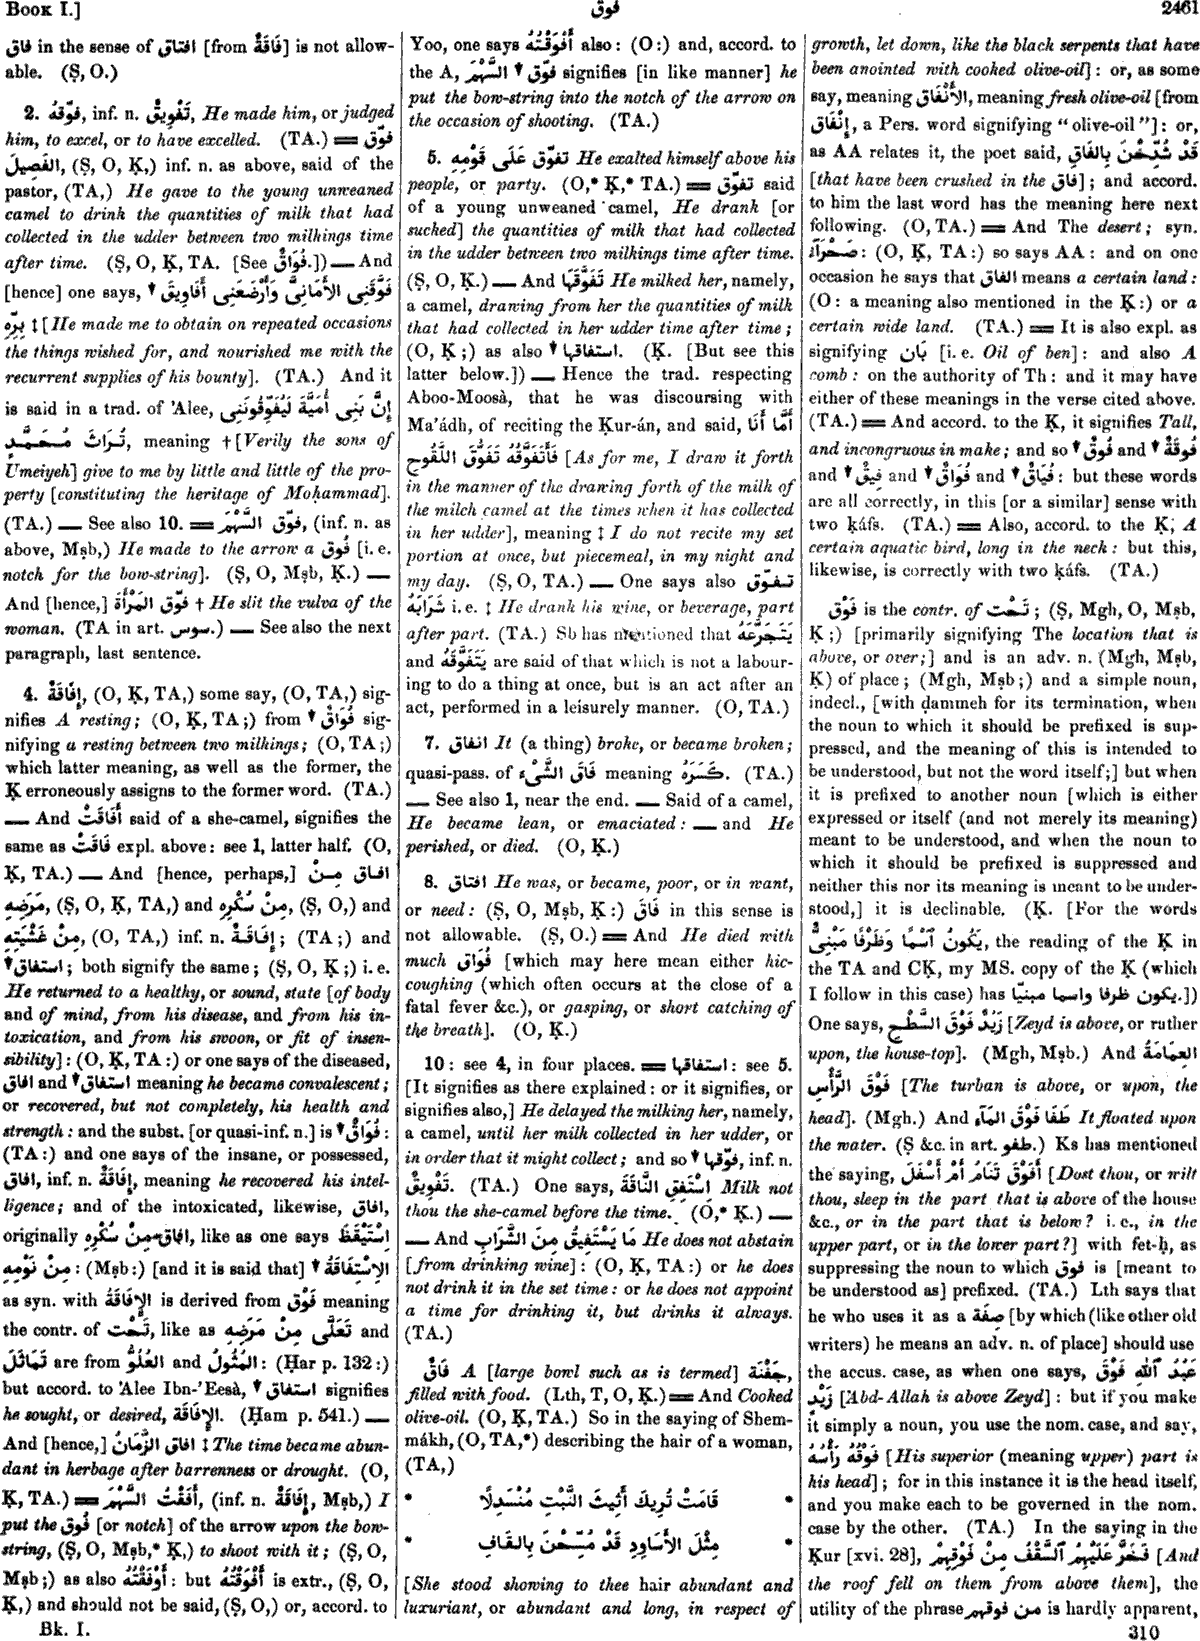 BOOK I.]
فوق
2461
فاق in the sense of افتاق [from فَاقَةٌ] is not allow-
able. (Ṣ, O.)
2. فوّقهُ, inf. n. تَفْوِيقٌ, He made him, or judged
him, to excel, or to have excelled. (TA.) ═ فوّق
الفَصِيلَ, (Ṣ, O, Ḳ,) inf. n. as above, said of the
pastor, (TA,) He gave to the young unweaned
camel to drink the quantities of milk that had
collected in the udder between two milkings time
after time. (Ṣ, O, Ḳ, TA. [See فُوَاقٌ.]) — And
[hence] one says, ↓ فَوَّقَنِى الأَمَانِىَّ وَأَرْضَعَنِى أَفَاوِيقَ
بِرِّهِ ‡ [He made me to obtain on repeated occasions
the things wished for, and nourished me with the
recurrent supplies of his bounty]. (TA.) And it
is said in a trad. of 'Alee, إِنَّ بَنِى أُمَيَّةَ لَيُفَوِّقُونَنِى
تُرَاثَ مُحَمَّدٍ, meaning † [Verily the sons of
Umeiyeh] give to me by little and little of the pro-
perty [constituting the heritage of Moḥammad].
(TA.) — See also 10. ═ فوّق السَّهْمَ, (inf. n. as
above, Mṣb,) He made to the arrow a فُوق [i. e.
notch for the bow-string]. (Ṣ, O, Mṣb, Ḳ.) —
And [hence,] فوّق المَرْأَةَ † He slit the vulva of the
woman. (TA in art. سوس.) — See also the next
paragraph, last sentence.
4. إِفَاقَةٌ, (O, Ḳ, TA,) some say, (O, TA,) sig-
nifies A resting; (O, Ḳ, TA;) from ↓ فُوَاقٌ sig-
nifying a resting between two milkings; (O, TA;)
which latter meaning, as well as the former, the
Ḳ erroneously assigns to the former word. (TA.)
— And أَفَاقَتْ said of a she-camel, signifies the
same as فَاقَتْ expl. above: see 1, latter half. (O,
Ḳ, TA.) — And [hence, perhaps,] افاق مِنْ
مَرَضِهِ, (Ṣ, O, Ḳ, TA,) and مِنْ سُكْرِهِ, (Ṣ, O,) and
مِنْ غَشْيَتِهِ, (O, TA,) inf. n. إِفَاقَةٌ; (TA;) and
↓ استفاق; both signify the same; (Ṣ, O, Ḳ;) i. e.
He returned to a healthy, or sound, state [of body
and of mind, from his disease, and from his in-
toxication, and from his swoon, or fit of insen-
sibility]: (O, Ḳ, TA:) or one says of the diseased,
افاق and ↓ استفاق meaning he became convalescent;
or recovered, but not completely, his health and
strength: and the subst. [or quasi-inf. n.] is ↓ فُوَاقٌ:
(TA:) and one says of the insane, or possessed,
افاق, inf. n. إِفَاقَةٌ, meaning he recovered his intel-
ligence; and of the intoxicated, likewise, افاق,
originally افاق مِنْ سُكْرِهِ, like as one says اِسْتَيْقَظَ
مِنْ نَوْمِهِ: (Mṣb:) [and it is said that] ↓ الاِسْتِفَاقَةُ
as syn. with الإِفَاقَةُ is derived from فَوْق meaning
the contr. of تَحْت, like as تَعَلَّى مِنْ مَرَضِهِ and
تَمَاثَلَ are from العُلُوُّ and المُثُولُ: (Ḥar p. 132:)
but accord. to 'Alee Ibn-'Eesà, ↓ استفاق signifies
he sought, or desired, الإِفَاقَةَ. (Ḥam p. 541.) —
And [hence,] افاق الزَّمَانُ ‡ The time became abun-
dant in herbage after barrenness or drought. (O,
Ḳ, TA.) ═ أَفَقْتُ السَّهْمَ, (inf. n. إِفَاقَةٌ, Mṣb,) I
put the فُوق [or notch] of the arrow upon the bow-
string, (Ṣ, O, Mṣb,* Ḳ,) to shoot with it; (Ṣ, O,
Mṣb;) as also أَوْفَقْتُهُ: but أَفْوَقْتُهُ is extr., (Ṣ, O,
Ḳ,) and should not be said, (Ṣ, O,) or, accord. to
Yoo, one says أَفْوَقْتُهُ also: (O:) and, accord. to
the A, ↓ فوّق السَّهْمَ signifies [in like manner] he
put the bow-string into the notch of the arrow on
the occasion of shooting. (TA.)
5. تفوّق عَلَى قَوْمِهِ He exalted himself above his
people, or party. (O,* Ḳ,* TA.) ═ تفوّق said
of a young unweaned camel, He drank [or
sucked] the quantities of milk that had collected
in the udder between two milkings time after time.
(Ṣ, O, Ḳ.) — And تَفَوَّقَهَا He milked her, namely,
a camel, drawing from her the quantities of milk
that had collected in her udder time after time;
(O, Ḳ;) as also ↓ استفاقها. (Ḳ. [But see this
latter below.]) — Hence the trad. respecting
Aboo-Moosà, that he was discoursing with
Ma'ádh, of reciting the Ḳur-án, and said, أَمَّا أَنَا
فَأَتَفَوَّقُهُ تَفَوُّقَ اللَّقُوحِ [As for me, I draw it forth
in the manner of the drawing forth of the milk of
the milch camel at the times when it has collected
in her udder], meaning ‡ I do not recite my set
portion at once, but piecemeal, in my night and
my day. (Ṣ, O, TA.) — One says also تفوّق
شَرَابَهُ i. e. ‡ He drank his wine, or beverage, part
after part. (TA.) Sb has mentioned that يَتَجَرَّعُهُ
and يَتَفَوَّقُهُ are said of that which is not a labour-
ing to do a thing at once, but is an act after an
act, performed in a leisurely manner. (O, TA.)
7. انفاق It (a thing) broke, or became broken;
quasi-pass. of فَاقَ الشَّىْءَ meaning كَسَرَهُ. (TA.)
— See also 1, near the end. — Said of a camel,
He became lean, or emaciated: — and He
perished, or died. (O, Ḳ.)
8. افتاق He was, or became, poor, or in want,
or need: (Ṣ, O, Mṣb, Ḳ:) فَاقَ in this sense is
not allowable. (Ṣ, O.) ═ And He died with
much فُوَاق [which may here mean either hic-
coughing (which often occurs at the close of a
fatal fever &c.), or gasping, or short catching of
the breath]. (O, Ḳ.)
10: see 4, in four places. ═ استفاقها: see 5.
[It signifies as there explained: or it signifies, or
signifies also,] He delayed the milking her, namely,
a camel, until her milk collected in her udder, or
in order that it might collect; and so ↓ فوّقها, inf. n.
تَفْوِيقٌ. (TA.) One says, اِسْتَفِقِ النَّاقَةَ Milk not
thou the she-camel before the time. (O,* Ḳ.) —
— And مَا يَسْتَفِيقُ مِنَ الشَّرَابِ He does not abstain
[from drinking wine]: (O, Ḳ, TA:) or he does
not drink it in the set time: or he does not appoint
a time for drinking it, but drinks it always.
(TA.)
فَاقٌ A [large bowl such as is termed] جَفْنَة,
filled with food. (Lth, T, O, Ḳ.) ═ And Cooked
olive-oil. (O, Ḳ, TA.) So in the saying of Shem-
mákh, (O, TA,*) describing the hair of a woman,
(TA,)
* قَامَتْ تُرِيكَ أَثِيثَ النَّبْتِ مُنْسَدِلًا *
* مِثْلَ الأَسَاوِدِ قَدْ مُسِّحْنَ بِالفَاقِ *
[She stood showing to thee hair abundant and
luxuriant, or abundant and long, in respect of
growth, let down, like the black serpents that have
been anointed with cooked olive-oil]: or, as some
say, meaning الأَنْفَاق, meaning fresh olive-oil [from
إِنْفَاق, a Pers. word signifying "olive-oil"]: or,
as AA relates it, the poet said, قَدْ شُدِّخْنَ بِالفَاقِ
[that have been crushed in the فاق]; and accord.
to him the last word has the meaning here next
following. (O, TA.) ═ And The desert; syn.
صَحْرَآءُ: (O, Ḳ, TA:) so says AA: and on one
occasion he says that الفاق means a certain land:
(O: a meaning also mentioned in the Ḳ:) or a
certain wide land. (TA.) ═ It is also expl. as
signifying بَان [i. e. Oil of ben]: and also A
comb: on the authority of Th: and it may have
either of these meanings in the verse cited above.
(TA.) ═ And accord. to the Ḳ, it signifies Tall,
and incongruous in make; and so ↓ فُوقٌ and ↓ فُوقَةٌ
and ↓ فِيقٌ and ↓ فُوَاقٌ and ↓ فُيَاقٌ: but these words
are all correctly, in this [or a similar] sense with
two ḳáfs. (TA.) ═ Also, accord. to the Ḳ, A
certain aquatic bird, long in the neck: but this,
likewise, is correctly with two ḳáfs. (TA.)
فَوْق is the contr. of تَحْت; (Ṣ, Mgh, O, Mṣb,
Ḳ;) [primarily signifying The location that is
above, or over;] and is an adv. n. (Mgh, Mṣb,
Ḳ) of place; (Mgh, Mṣb;) and a simple noun,
indecl., [with ḍammeh for its termination, when
the noun to which it should be prefixed is sup-
pressed, and the meaning of this is intended to
be understood, but not the word itself;] but when
it is prefixed to another noun [which is either
expressed or itself (and not merely its meaning)
meant to be understood, and when the noun to
which it should be prefixed is suppressed and
neither this nor its meaning is meant to be under-
stood,] it is declinable. (Ḳ. [For the words
يَكُونُ ٱسْمًا وَظَرْفًا مَبْنِىٌّ, the reading of the Ḳ in
the TA and CḲ, my MS. copy of the Ḳ (which
I follow in this case) has يكون ظرفا واسما مبنيّا.])
One says, زَيْدٌ فَوْقَ السَّطْحِ [Zeyd is above, or rather
upon, the house-top]. (Mgh, Mṣb.) And العِمَامَةُ
فَوْقَ الرَّأْسِ [The turban is above, or upon, the
head]. (Mgh.) And طَفَا فَوْقَ المَآءِ It floated upon
the water. (Ṣ &c. in art. طفو.) Ks has mentioned
the saying, أَفَوْقَ تَنَامُ أَمْ أَسْفَلَ [Dost thou, or wilt
thou, sleep in the part that is above of the house
&c., or in the part that is below? i. e., in the
upper part, or in the lower part?] with fet-ḥ, as
suppressing the noun to which فوق is [meant to
be understood as] prefixed. (TA.) Lth says that
he who uses it as a صِفَة [by which (like other old
writers) he means an adv. n. of place] should use
the accus. case, as when one says, عَبْدُ ٱللّٰهِ فَوْقَ
زَيْدٍ ['Abd-Allah is above Zeyd]: but if you make
it simply a noun, you use the nom. case, and say,
فَوْقُهُ رَأْسُهُ [His superior (meaning upper) part is
his head]; for in this instance it is the head itself,
and you make each to be governed in the nom.
case by the other. (TA.) In the saying in the
Ḳur [xvi. 28], فَخَرَّ عَلَيْهِمُ ٱلسَّقْفُ مِنْ فَوْقِهِمْ [And
the roof fell on them from above them], the
utility of the phrase من فوقهم is hardly apparent,
Bk. I.
310